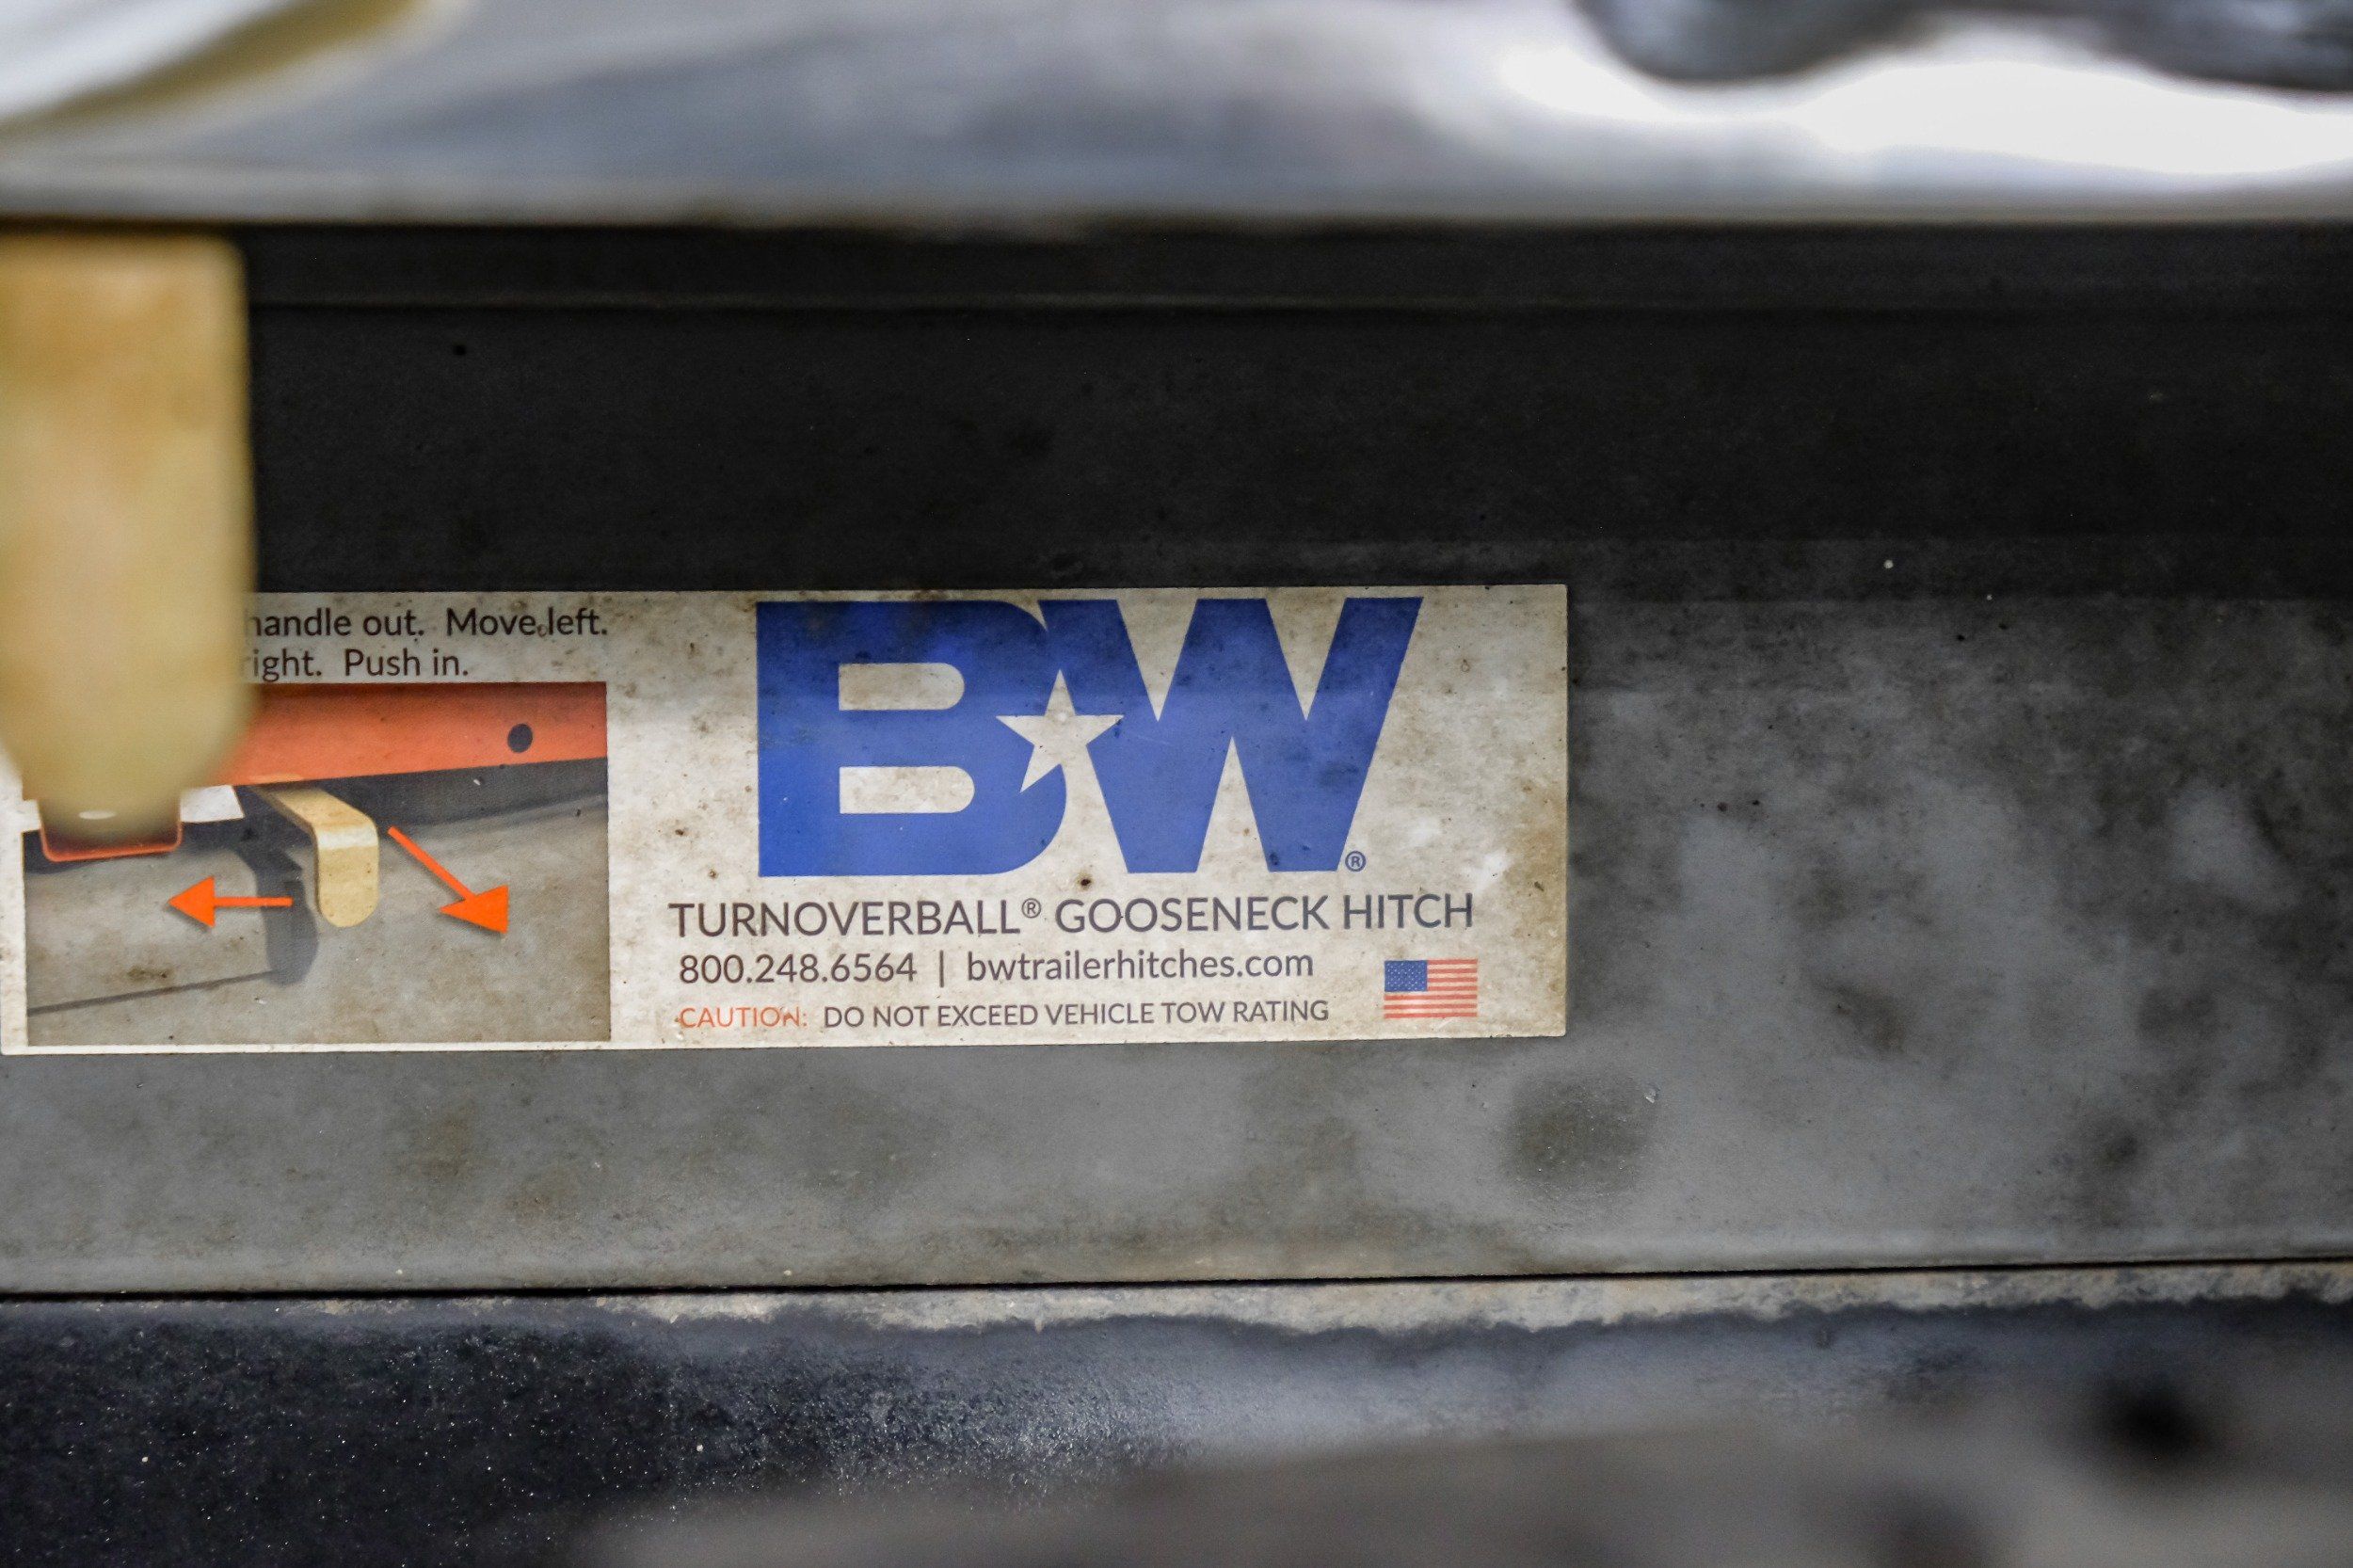 handle out. Move left.
right. Push in.
BW®
TURNOVERBALL® GOOSENECK HITCH
800.248.6564 | bwtrailerhitches.com
CAUTION: DO NOT EXCEED VEHICLE TOW RATING